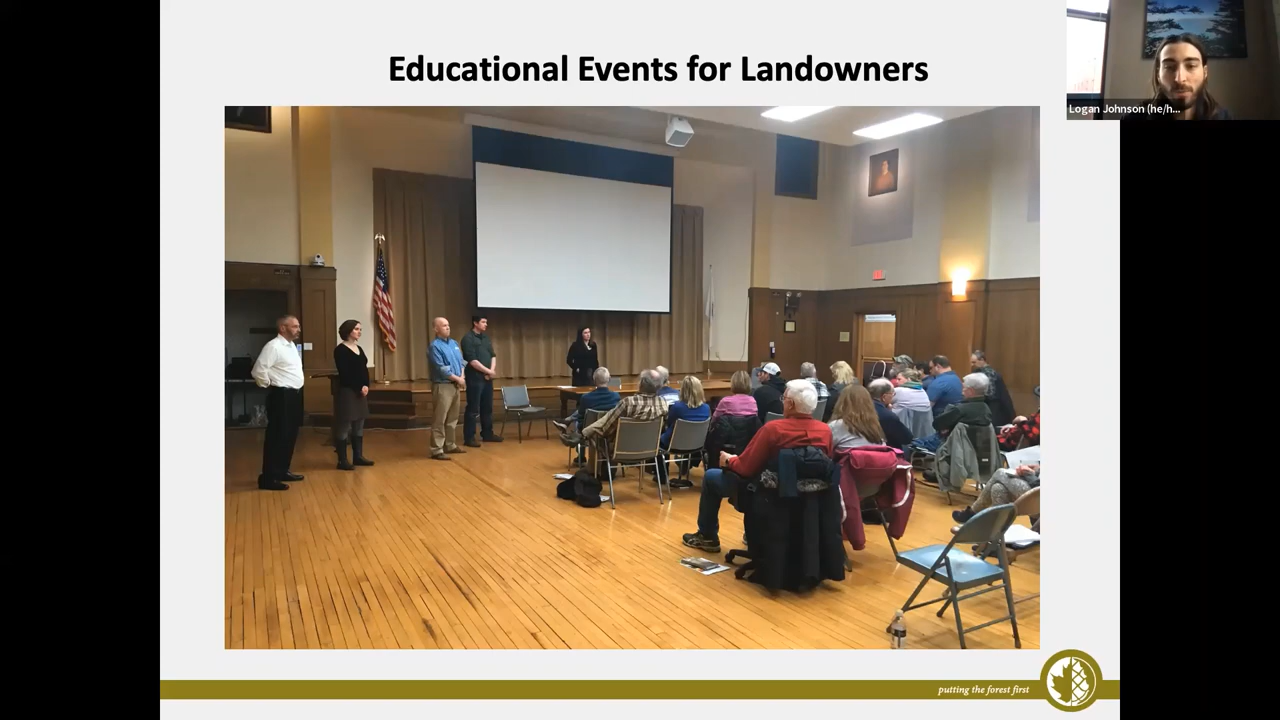 Educational Events for Landowners
Logan Johnson (he/h...
putting the forest first